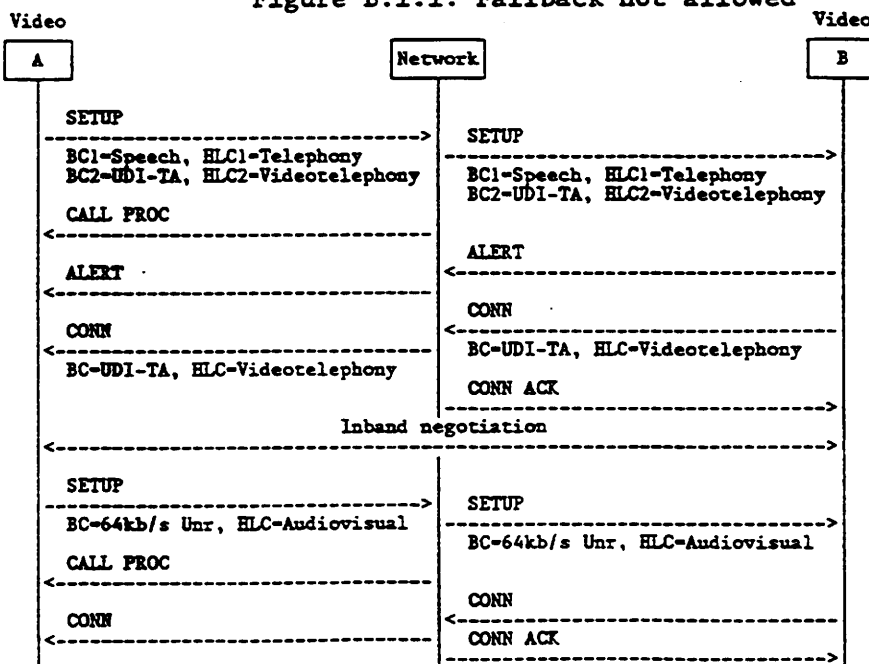 Figure B.1.1: Fallback not allowed
Video
Video
A
Network
B
SETUP
BC1=Speech, HLC1=Telephony
BC2=UDI-TA, HLC2=Videotelephony
SETUP
BC1=Speech, HLC1=Telephony
BC2=UDI-TA, HLC2=Videotelephony
CALL PROC
ALERT
ALERT
CONN
CONN
BC=UDI-TA, HLC=Videotelephony
BC=UDI-TA, HLC=Videotelephony
CONN ACK
Inband negotiation
SETUP
BC=64kb/s Unr, HLC=Audiovisual
SETUP
BC=64kb/s Unr, HLC=Audiovisual
CALL PROC
CONN
CONN
CONN ACK